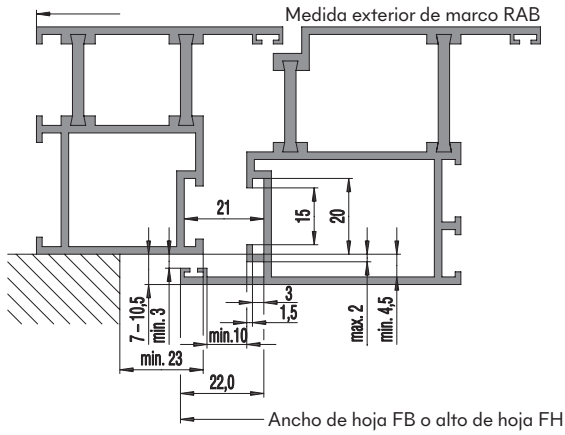 Medida exterior de marco RAB
21
15
20
3
1,5
7 – 10,5
min. 3
min.10
max. 2
min. 4,5
min. 23
22,0
Ancho de hoja FB o alto de hoja FH